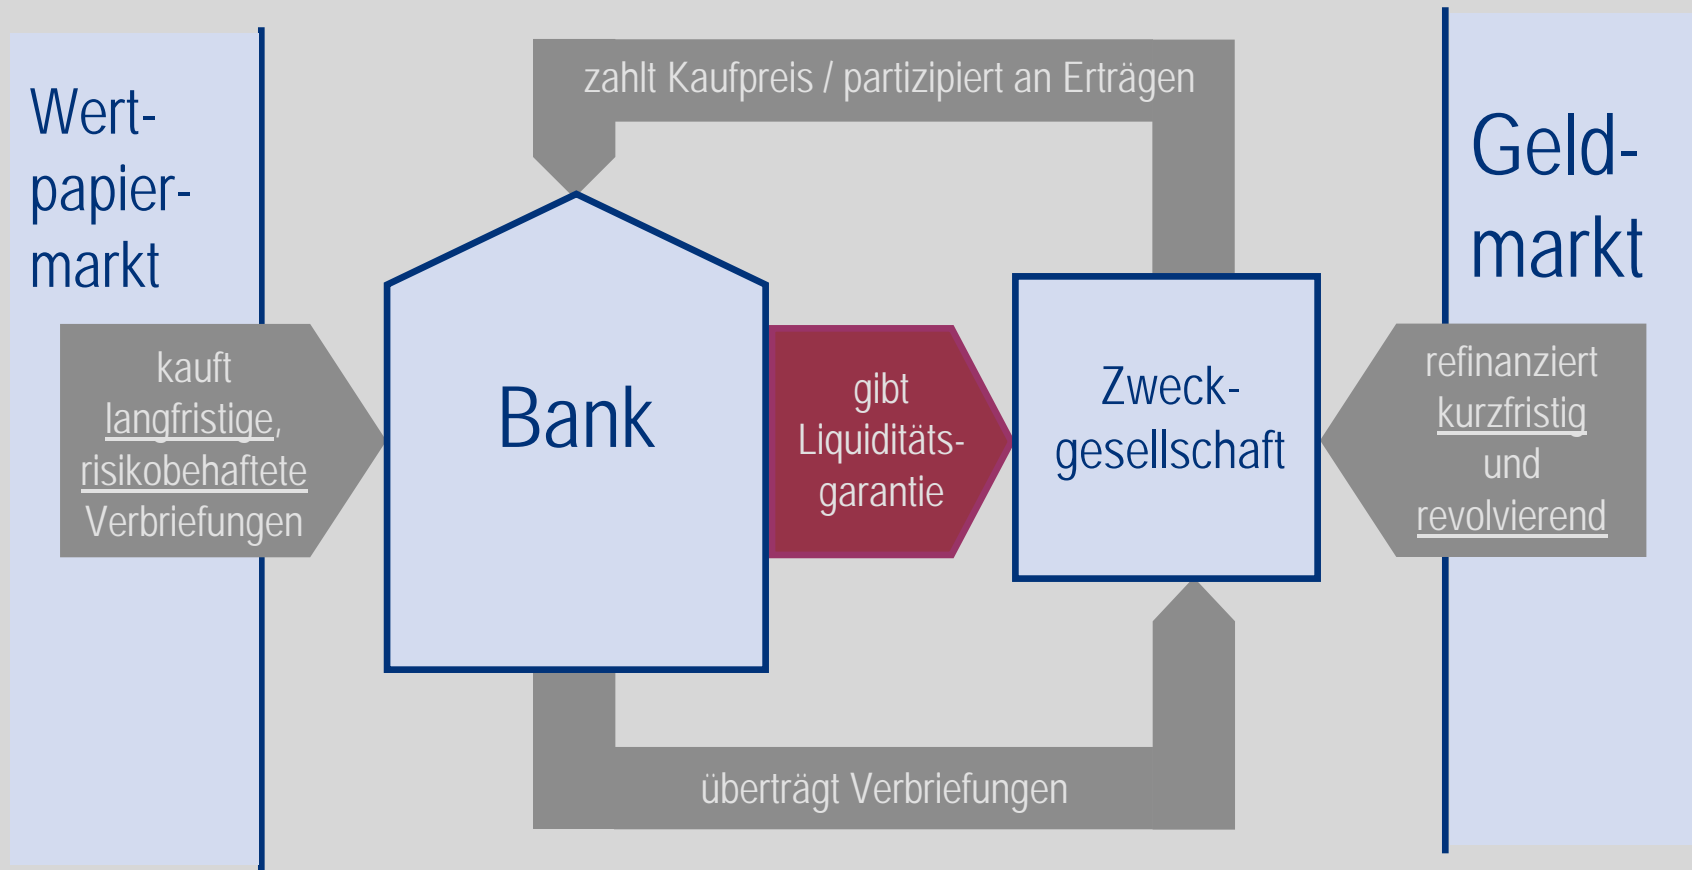 Wert-
papier-
markt
zahlt Kaufpreis / partizipiert an Erträgen
Geld-
markt
kauft
langfristige,
risikobehaftete
Verbriefungen
Bank
gibt
Liquiditäts-
garantie
Zweck-
gesellschaft
refinanziert
kurzfristig
und
revolvierend
überträgt Verbriefungen